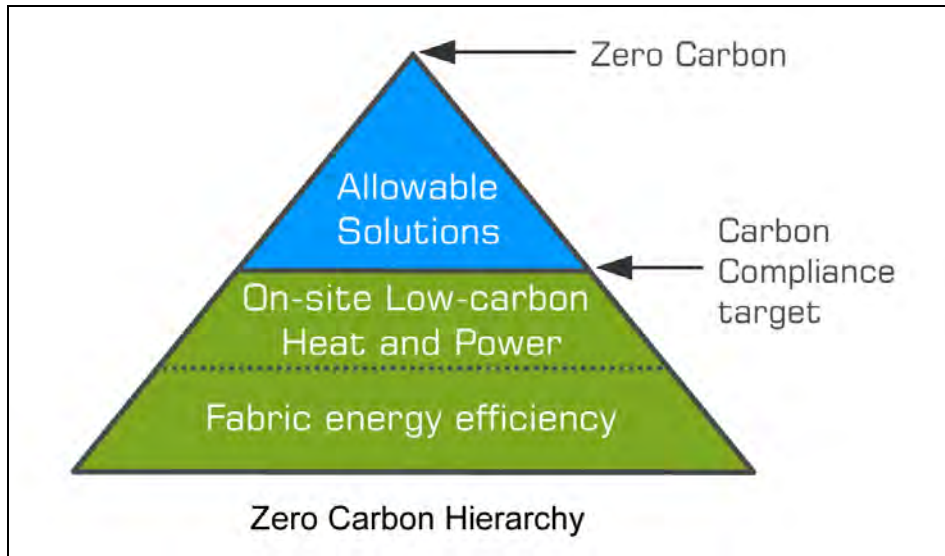 Zero Carbon
Allowable
Solutions
Carbon
Compliance
target
On-site Low-carbon
Heat and Power
Fabric energy efficiency
Zero Carbon Hierarchy